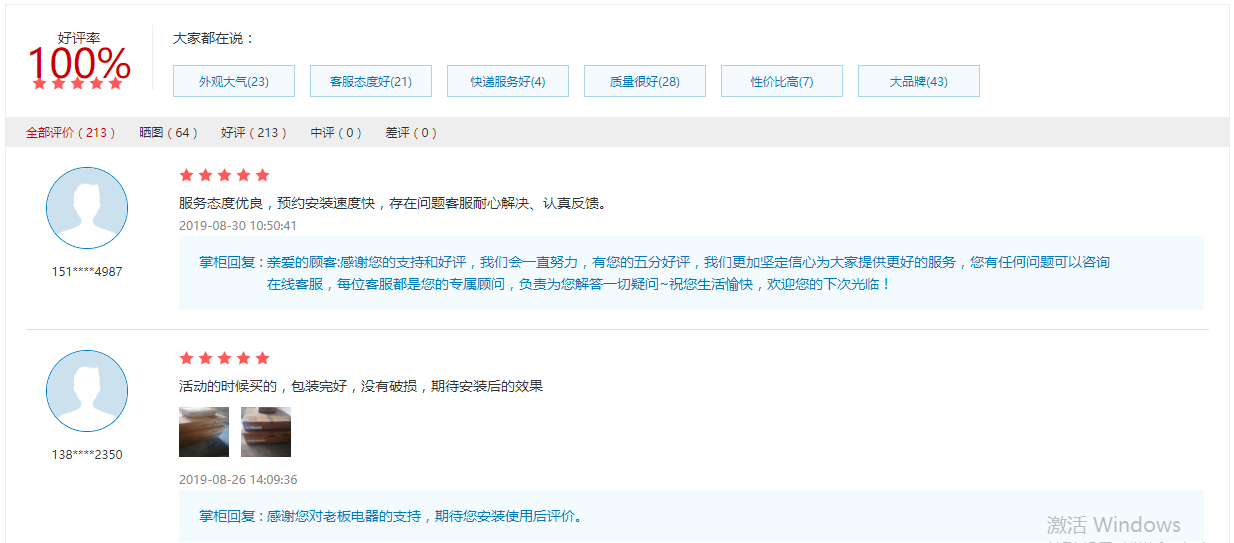 好评率
100%
大家都在说：
外观大气(23)
客服态度好(21)
快递服务好(4)
质量很好(28)
性价比高(7)
大品牌(43)
全部评价（213）
晒图（64）
好评（213）
中评（0）
差评（0）
服务态度优良，预约安装速度快，存在问题客服耐心解决、认真反馈。
2019-08-30 10:50:41
151****4987
掌柜回复：亲爱的顾客:感谢您的支持和好评，我们会一直努力，有您的五分好评，我们更加坚定信心为大家提供更好的服务，您有任何问题可以咨询
在线客服，每位客服都是您的专属顾问，负责为您解答一切疑问~祝您生活愉快，欢迎您的下次光临！
活动的时候买的，包装完好，没有破损，期待安装后的效果
138****2350
2019-08-26 14:09:36
掌柜回复：感谢您对老板电器的支持，期待您安装使用后评价。
激活 Windows